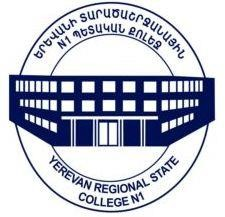 ԵՐԵՎԱՆԻ ՏԱՐԱԾԱՇՐՋԱՆԱՅԻՆ
N1 ՊԵՏԱԿԱՆ ՔՈԼԵՋ
YEREVAN REGIONAL STATE
COLLEGE N1